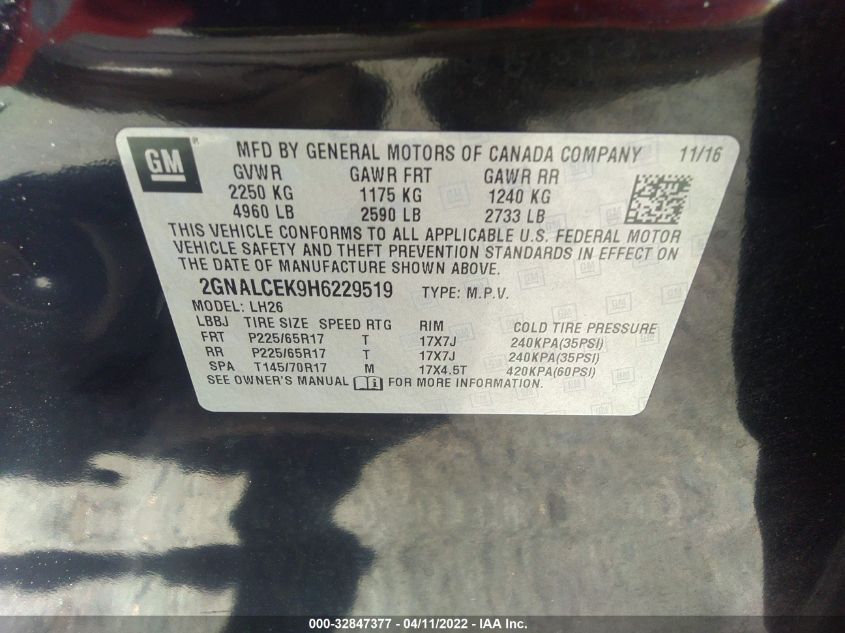 GM
MFD BY GENERAL MOTORS OF CANADA COMPANY 11/16
GVWR GAWR FRT GAWR RR
2250 KG 1175 KG 1240 KG
4960 LB 2590 LB 2733 LB
THIS VEHICLE CONFORMS TO ALL APPLICABLE U.S. FEDERAL MOTOR
VEHICLE SAFETY AND THEFT PREVENTION STANDARDS IN EFFECT ON
THE DATE OF MANUFACTURE SHOWN ABOVE.
2GNALCEK9H6229519 TYPE: M.P.V.
MODEL: LH26
LBBJ TIRE SIZE SPEED RTG RIM COLD TIRE PRESSURE
FRT P225/65R17 T 17X7J 240KPA(35PSI)
RR P225/65R17 T 17X7J 240KPA(35PSI)
SPA T145/70R17 M 17X4.5T 420KPA(60PSI)
SEE OWNER'S MANUAL FOR MORE INFORMATION.
000-32847377 - 04/11/2022 - IAA Inc.